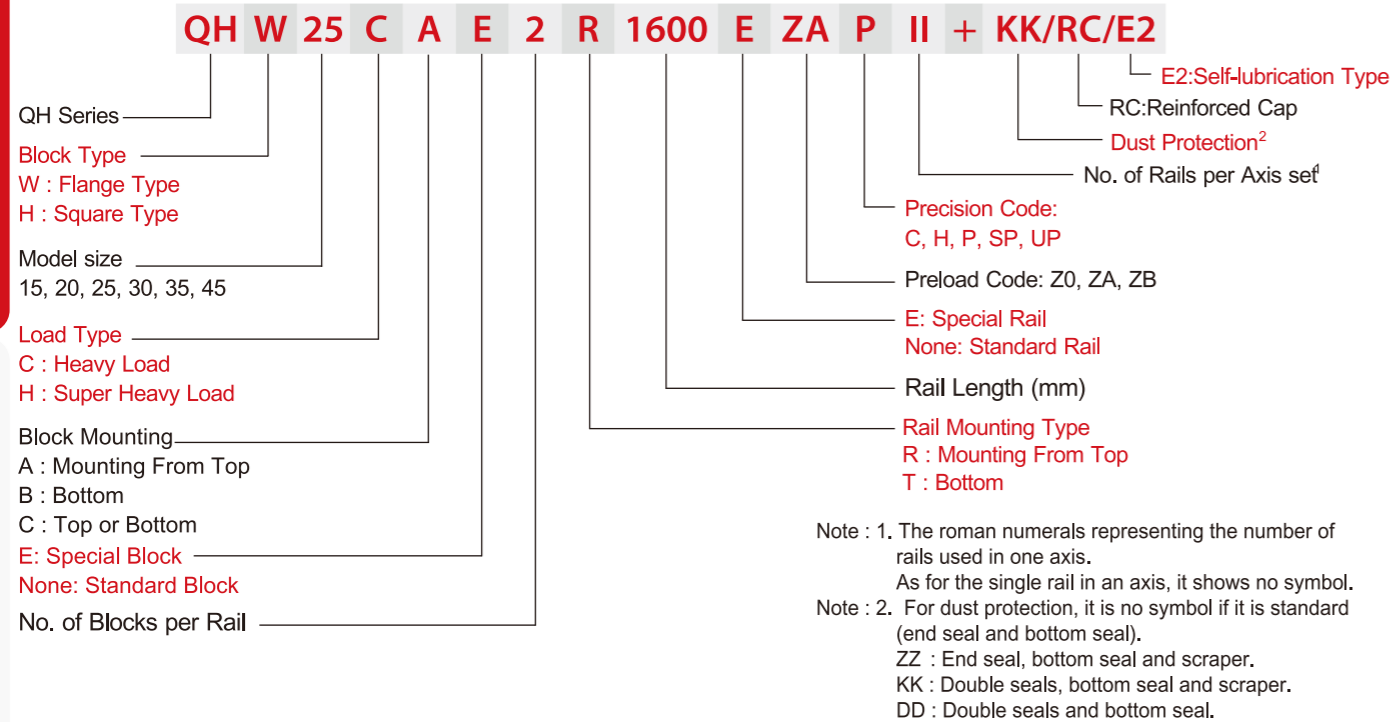 QH W 25 C A E 2 R 1600 E ZA P II + KK/RC/E2
QH Series
Block Type
W : Flange Type
H : Square Type
Model size
15, 20, 25, 30, 35, 45
Load Type
C : Heavy Load
H : Super Heavy Load
Block Mounting
A : Mounting From Top
B : Bottom
C : Top or Bottom
E: Special Block
None: Standard Block
No. of Blocks per Rail
E2:Self-lubrication Type
RC:Reinforced Cap
Dust Protection2
No. of Rails per Axis set1
Precision Code:
C, H, P, SP, UP
Preload Code: Z0, ZA, ZB
E: Special Rail
None: Standard Rail
Rail Length (mm)
Rail Mounting Type
R : Mounting From Top
T : Bottom
Note : 1. The roman numerals representing the number of
rails used in one axis.
As for the single rail in an axis, it shows no symbol.
Note : 2. For dust protection, it is no symbol if it is standard
(end seal and bottom seal).
ZZ : End seal, bottom seal and scraper.
KK : Double seals, bottom seal and scraper.
DD : Double seals and bottom seal.